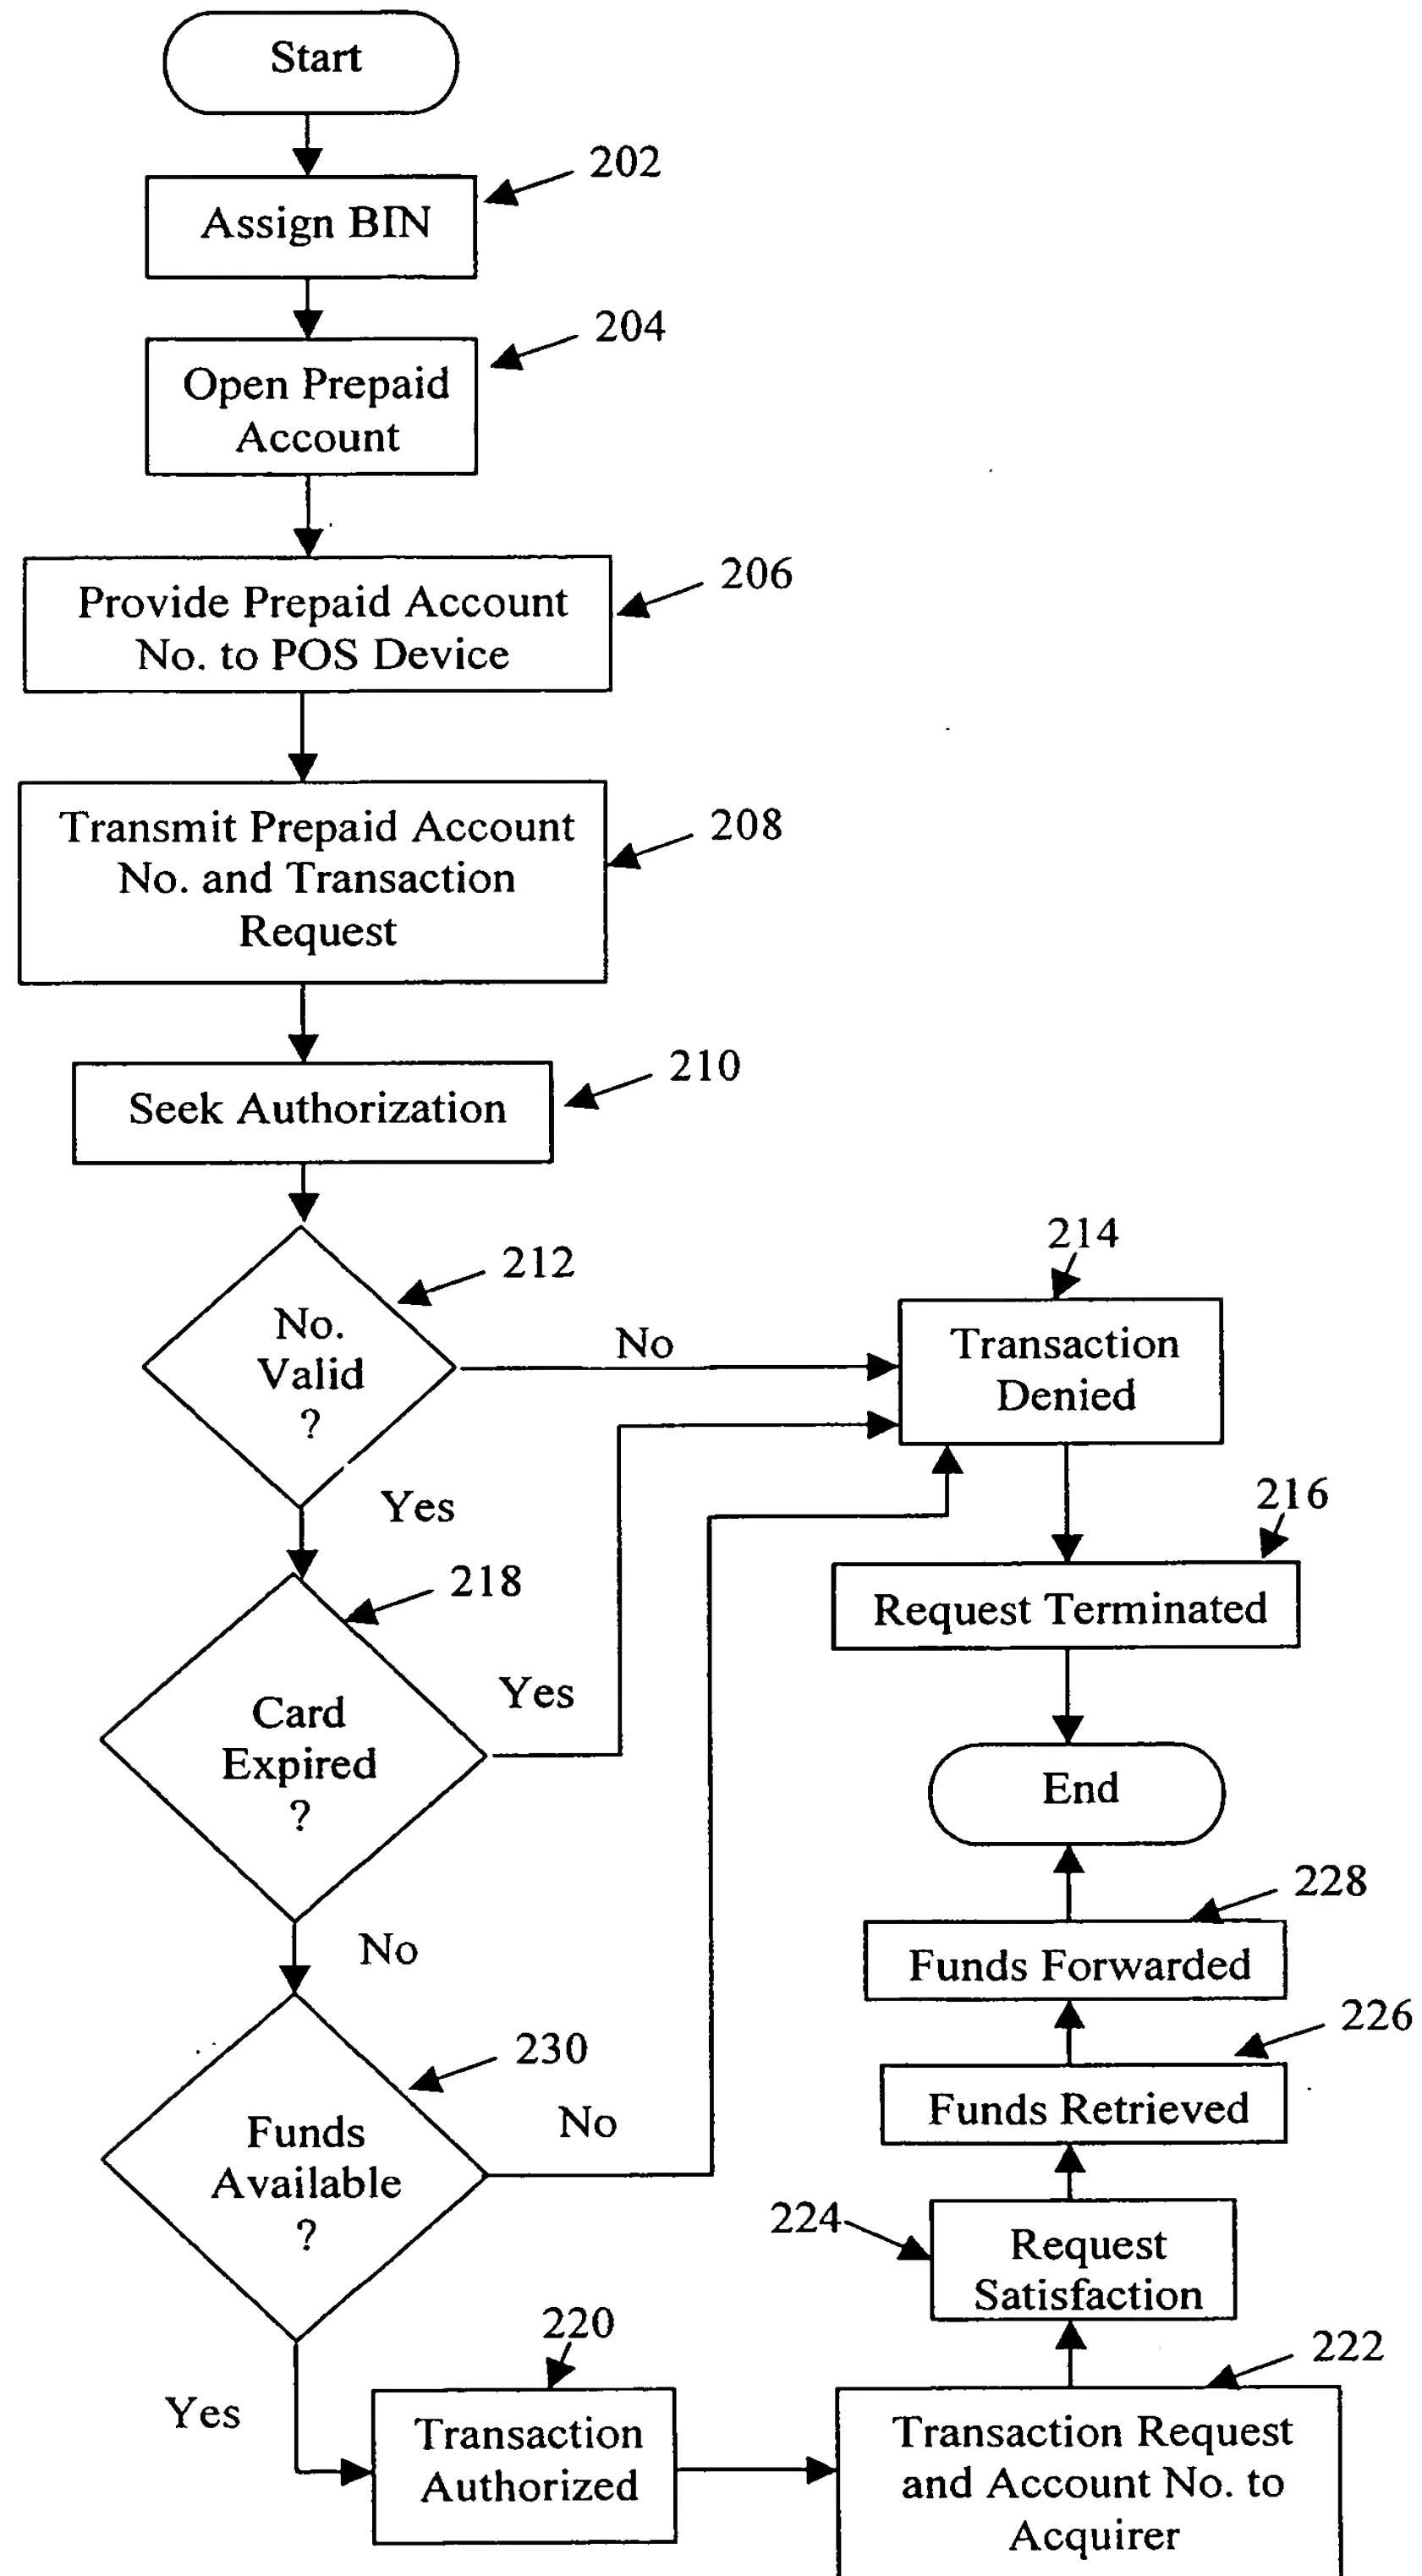 Start
202
Assign BIN
204
Open Prepaid
Account
206
Provide Prepaid Account
No. to POS Device
208
Transmit Prepaid Account
No. and Transaction
Request
210
Seek Authorization
212
No.
Valid
?
No
Yes
214
Transaction
Denied
216
Request Terminated
218
Card
Expired
?
Yes
No
End
228
Funds Forwarded
226
Funds Retrieved
230
Funds
Available
?
No
Yes
224
Request
Satisfaction
220
Transaction
Authorized
222
Transaction Request
and Account No. to
Acquirer